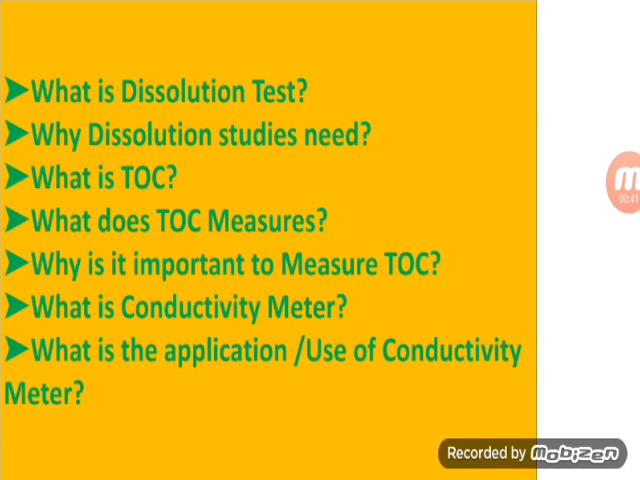 ➤What is Dissolution Test?
➤Why Dissolution studies need?
➤What is TOC?
➤What does TOC Measures?
➤Why is it important to Measure TOC?
➤What is Conductivity Meter?
➤What is the application /Use of Conductivity
Meter?
M
00:41
Recorded by Mobizen